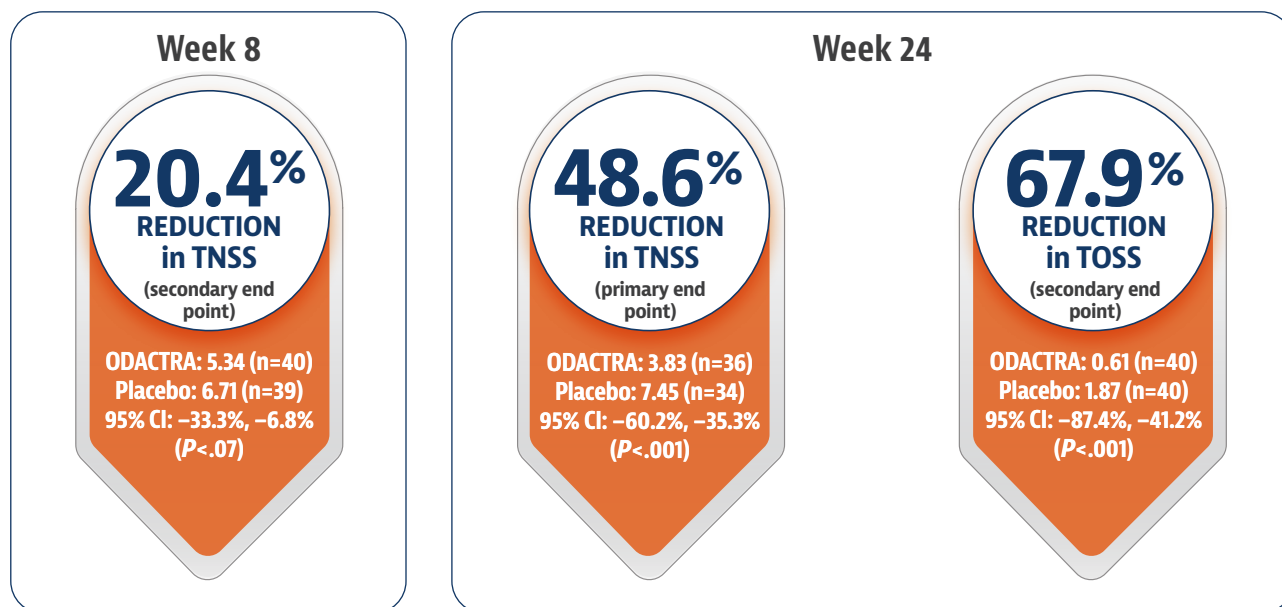 Week 8
20.4%
REDUCTION
in TNSS
(secondary end
point)
ODACTRA: 5.34 (n=40)
Placebo: 6.71 (n=39)
95% CI: −33.3%, −6.8%
(P<.07)
Week 24
48.6%
REDUCTION
in TNSS
(primary end
point)
ODACTRA: 3.83 (n=36)
Placebo: 7.45 (n=34)
95% CI: −60.2%, −35.3%
(P<.001)
67.9%
REDUCTION
in TOSS
(secondary end
point)
ODACTRA: 0.61 (n=40)
Placebo: 1.87 (n=40)
95% CI: −87.4%, −41.2%
(P<.001)